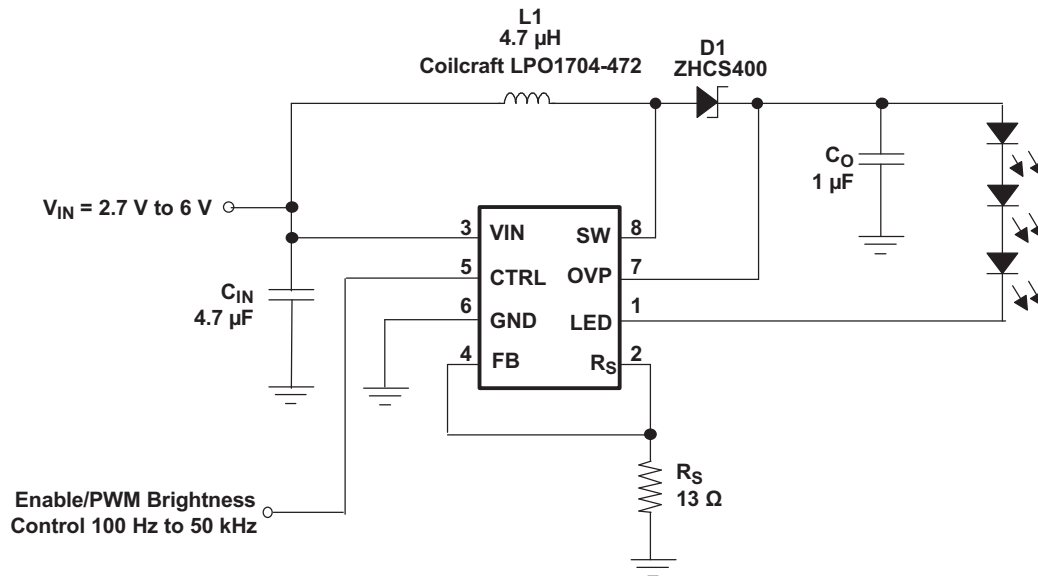 L1
4.7 µH
Coilcraft LPO1704-472
D1
ZHCS400
CO
1 µF
VIN = 2.7 V to 6 V
CIN
4.7 µF
3 VIN SW 8
5 CTRL OVP 7
6 GND LED 1
4 FB RS 2
RS
13 Ω
Enable/PWM Brightness
Control 100 Hz to 50 kHz